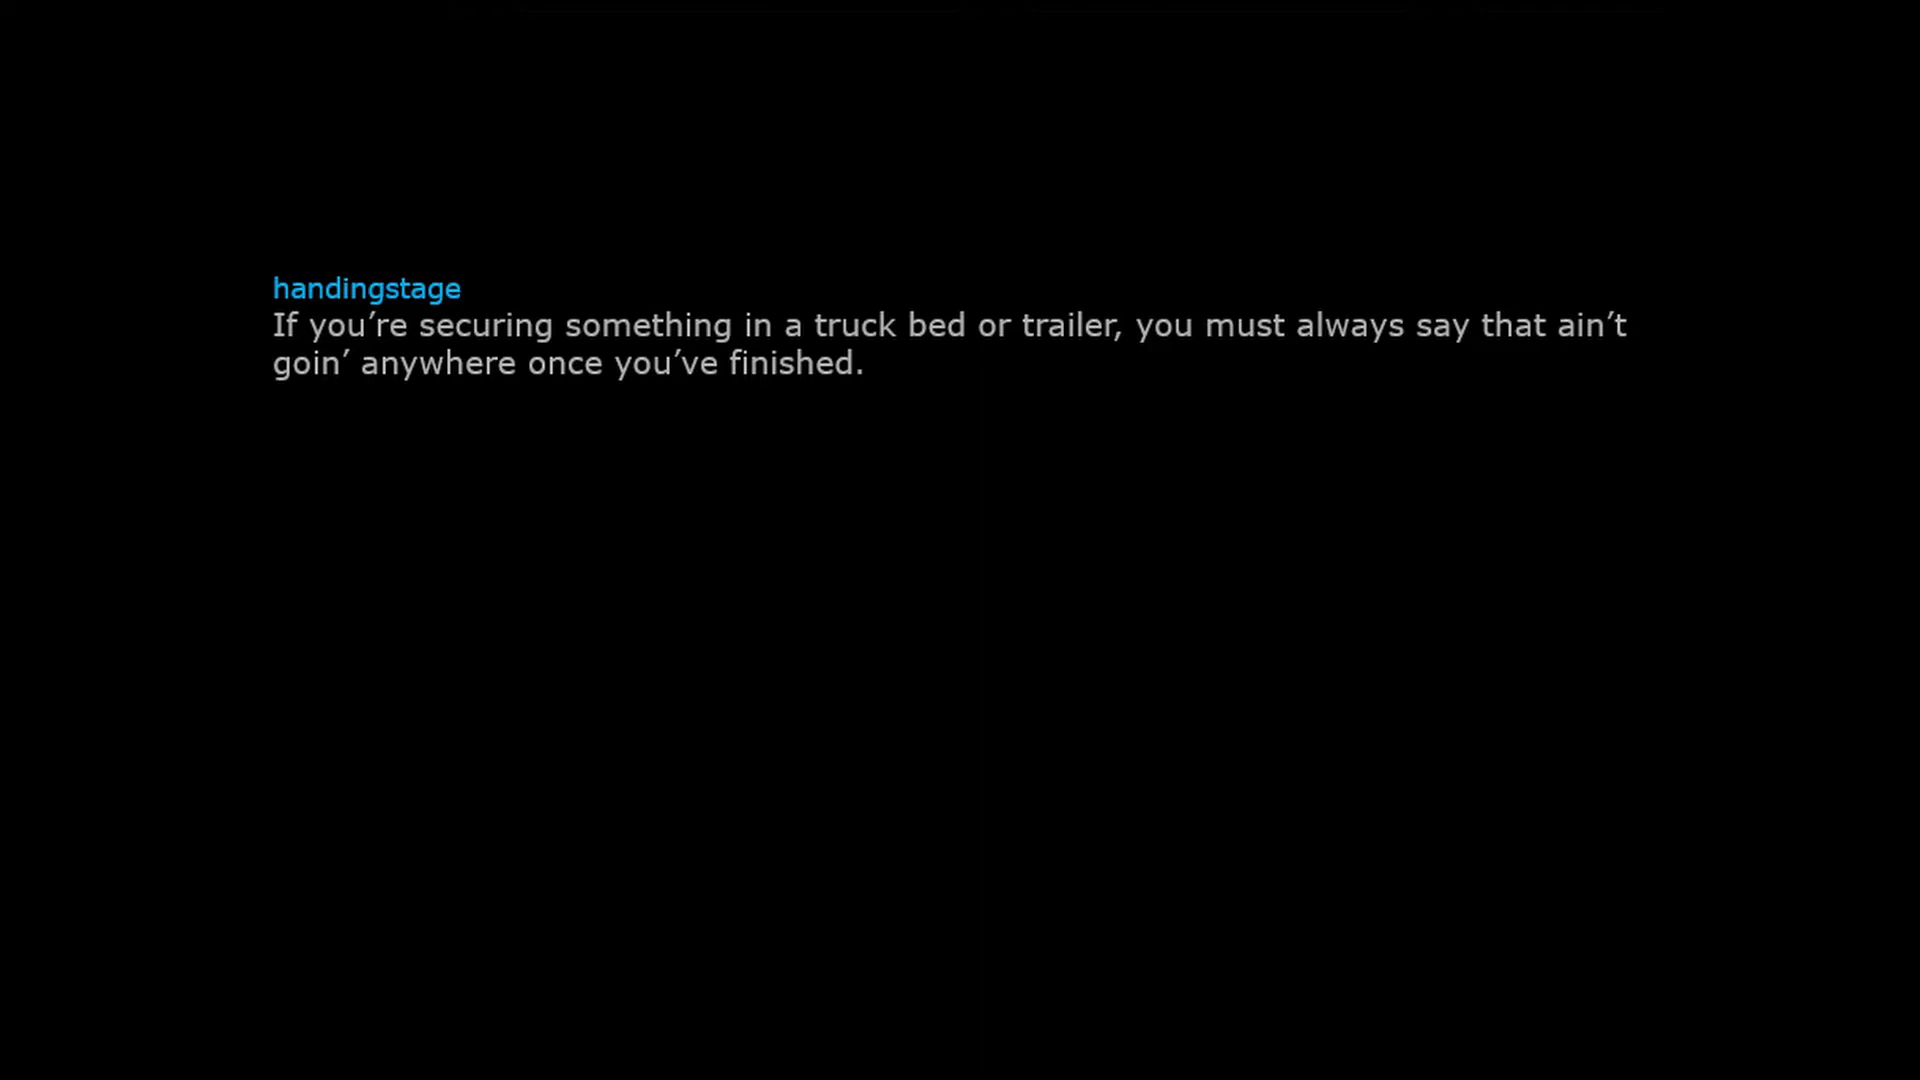 handingstage
If you’re securing something in a truck bed or trailer, you must always say that ain’t
goin’ anywhere once you’ve finished.